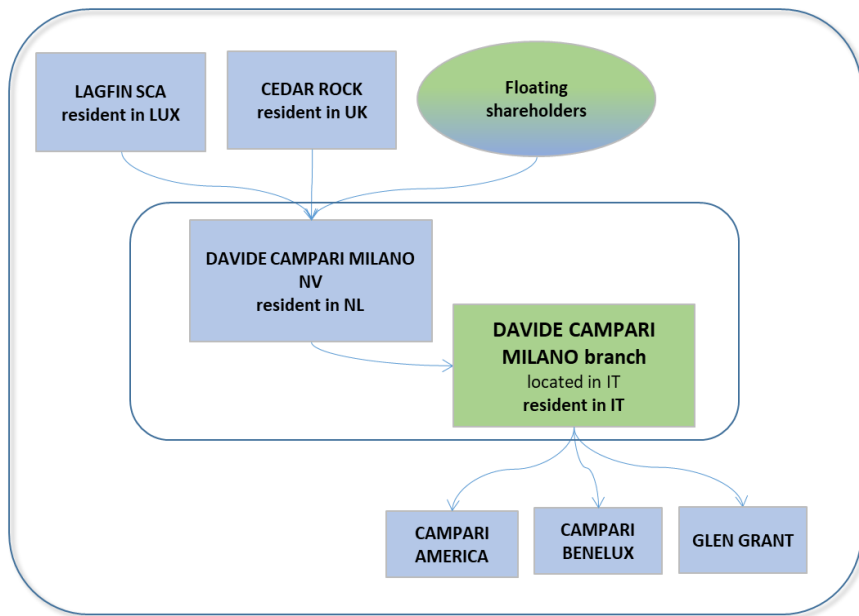 LAGFIN SCA
resident in LUX
CEDAR ROCK
resident in UK
Floating
shareholders
DAVIDE CAMPARI MILANO
NV
resident in NL
DAVIDE CAMPARI
MILANO branch
located in IT
resident in IT
CAMPARI
AMERICA
CAMPARI
BENELUX
GLEN GRANT